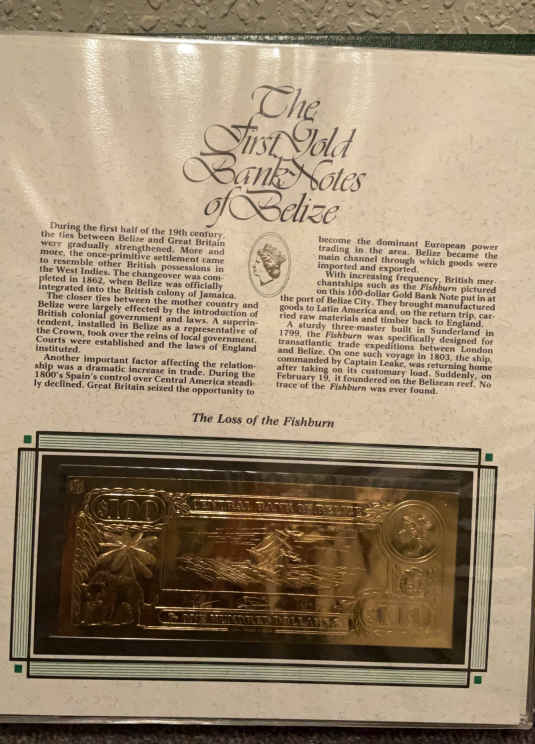 The
First Gold
Bank Notes
of Belize
During the first half of the 19th century,
the ties between Belize and Great Britain
were gradually strengthened. More and
more, the once-primitive settlement came
to resemble other British possessions in
the West Indies. The changeover was com-
pleted in 1862, when Belize was officially
integrated into the British colony of Jamaica.
The closer ties between the mother country and
Belize were largely effected by the introduction of
British colonial government and laws. A superin-
tendent, installed in Belize as a representative of
the Crown, took over the reins of local government.
Courts were established and the laws of England
instituted.
Another important factor affecting the relation-
ship was a dramatic increase in trade. During the
1800's Spain's control over Central America steadi-
ly declined. Great Britain seized the opportunity to
become the dominant European power
trading in the area. Belize became the
main channel through which goods were
imported and exported.
With increasing frequency, British mer-
chantships such as the Fishburn pictured
on this 100-dollar Gold Bank Note put in at
the port of Belize City. They brought manufactured
goods to Latin America and, on the return trip, car-
ried raw materials and timber back to England.
A sturdy three-master built in Sunderland in
1799, the Fishburn was specifically designed for
transatlantic trade expeditions between London
and Belize. On one such voyage in 1803, the ship,
commanded by Captain Leake, was returning home
after taking on its customary load. Suddenly, on
February 19, it foundered on the Belizean reef. No
trace of the Fishburn was ever found.
The Loss of the Fishburn
$100
CENTRAL BANK OF BELIZE
ONE HUNDRED DOLLARS
$100